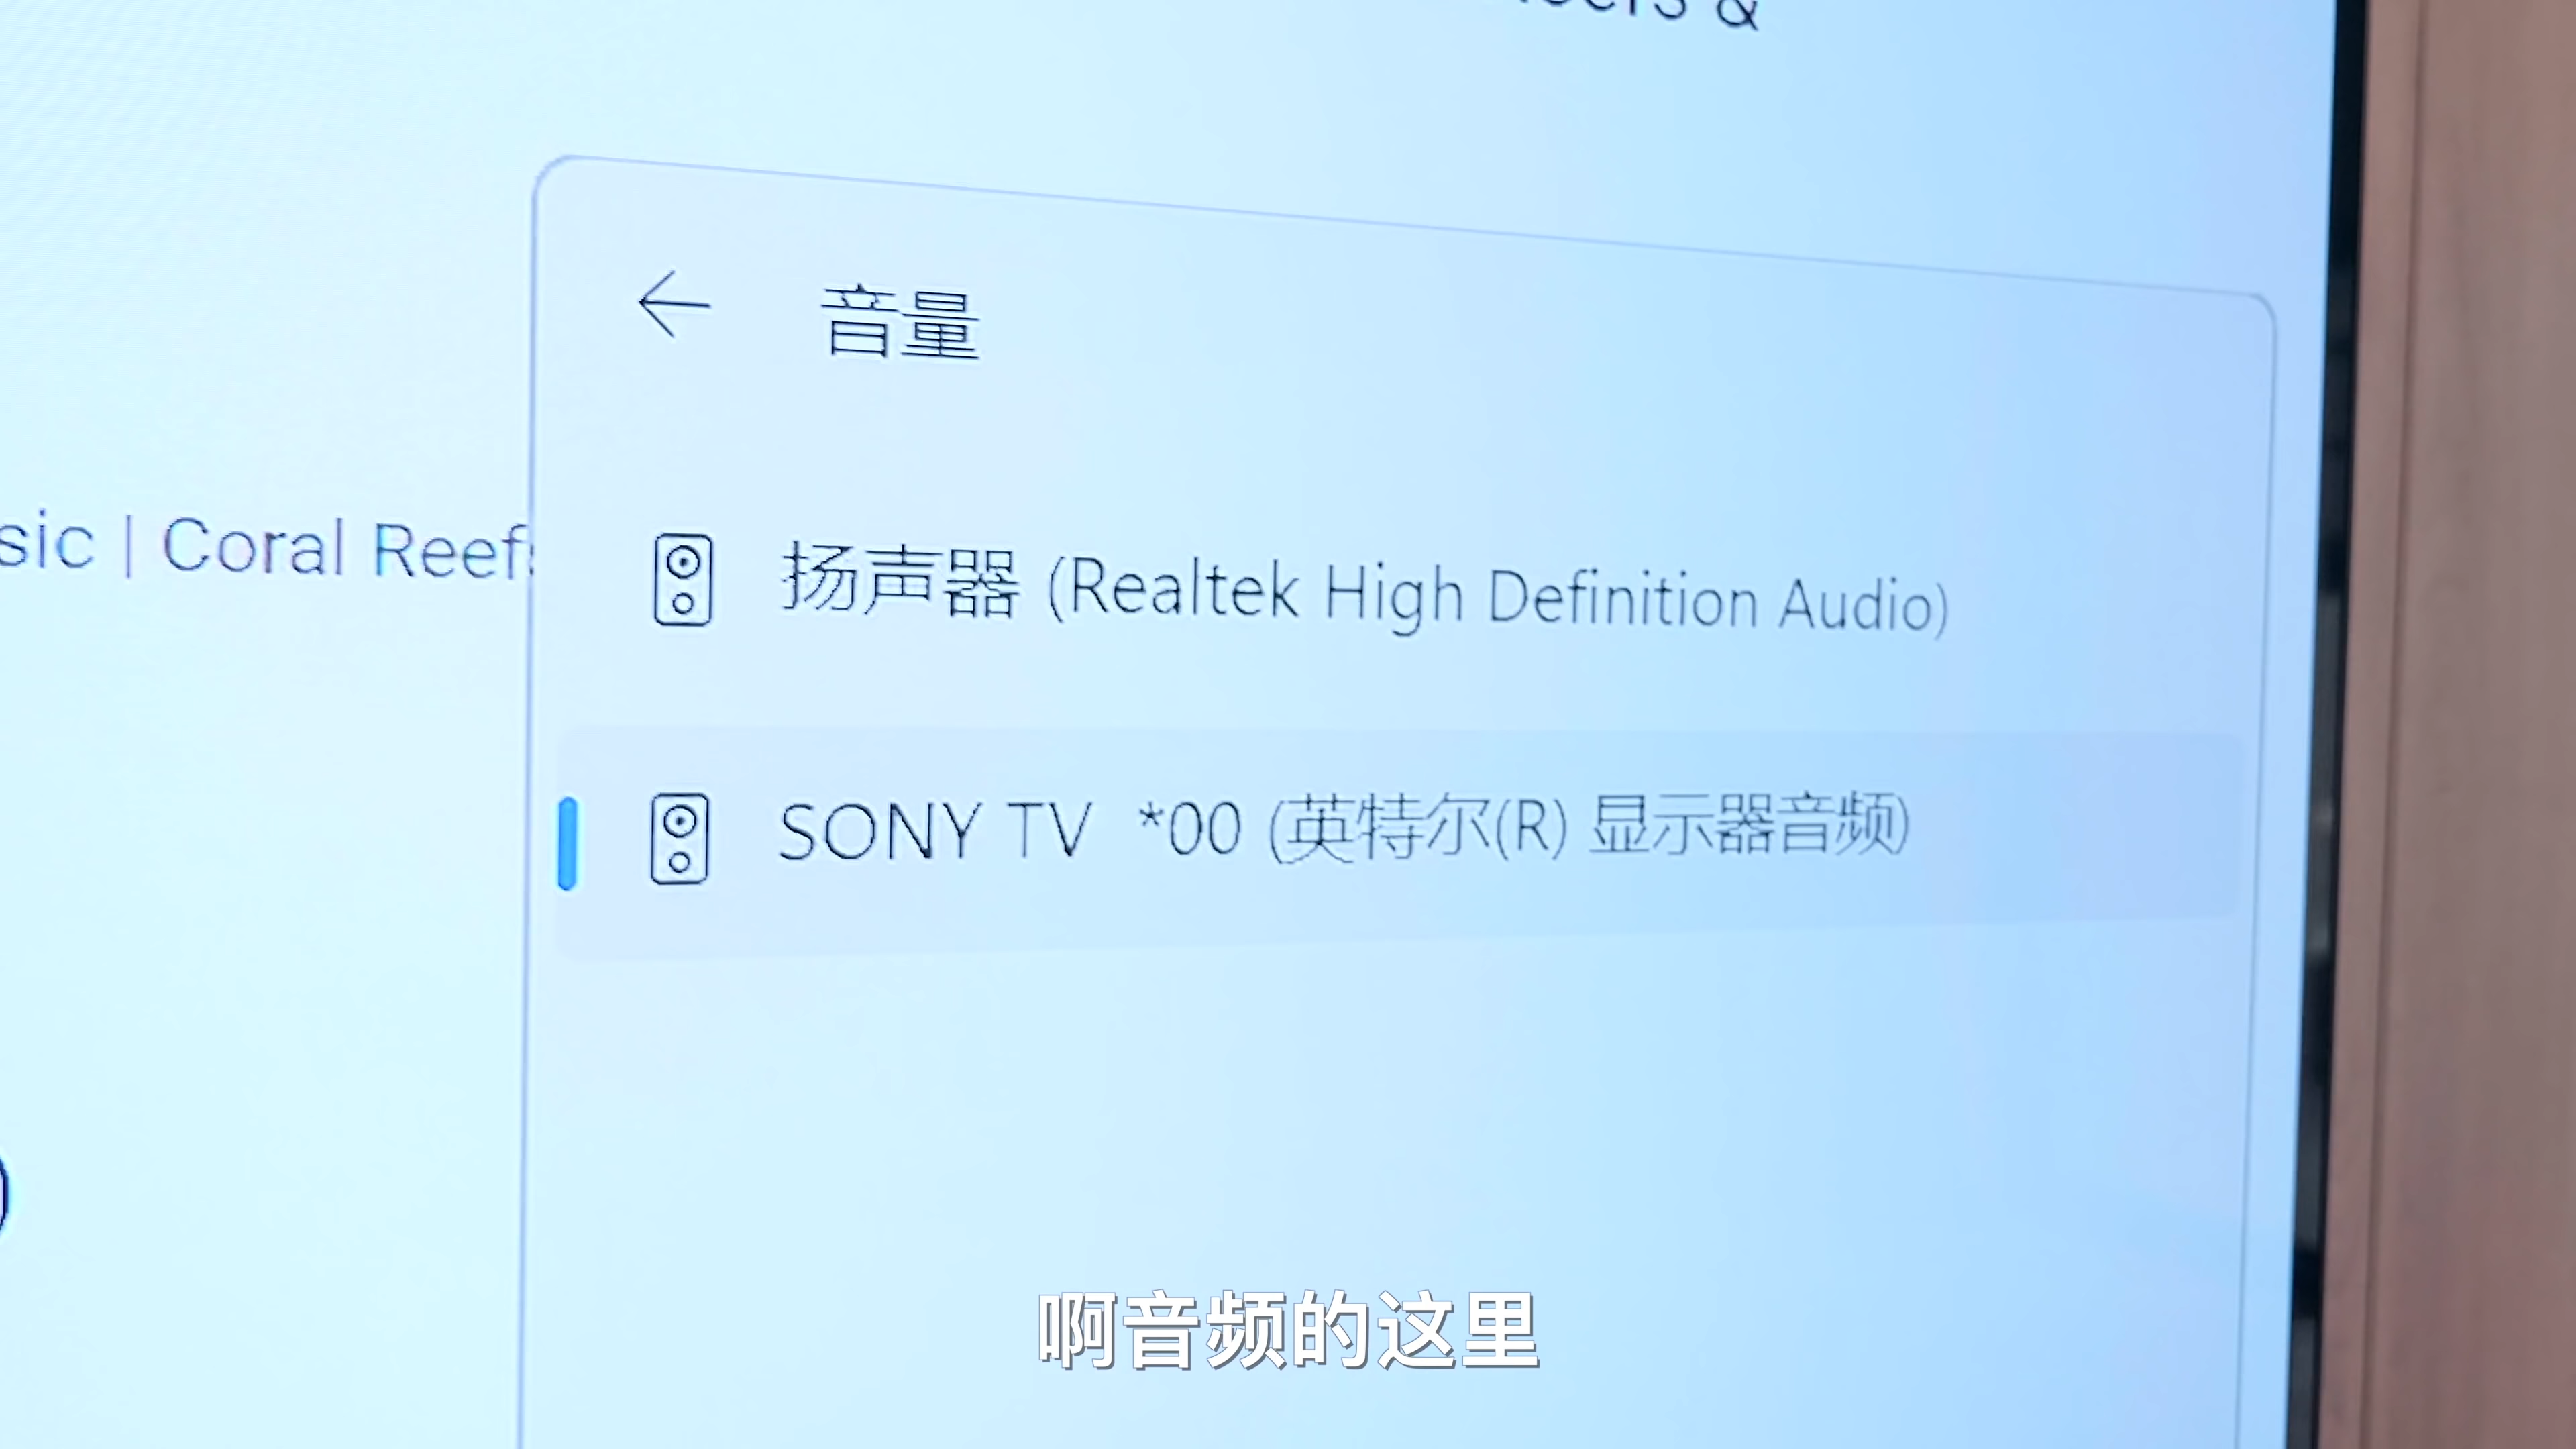 &
音量
sic | Coral Reef
扬声器 (Realtek High Definition Audio)
SONY TV *00 (英特尔(R) 显示器音频)
啊音频的这里